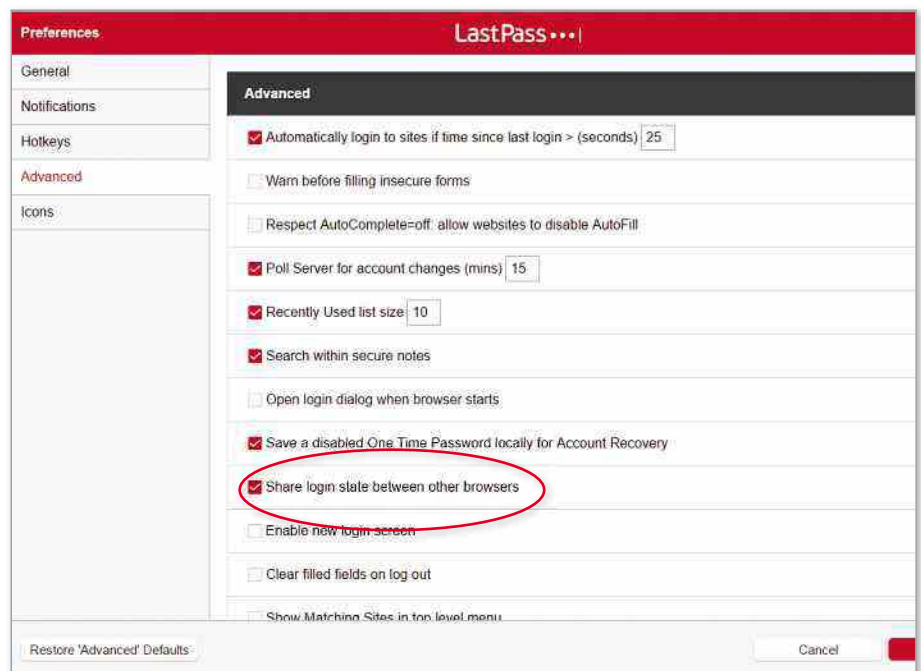 Preferences
LastPass
General
Notifications
Hotkeys
Advanced
Icons
Advanced
Automatically login to sites if time since last login > (seconds) 25
Warn before filling insecure forms
Respect AutoComplete=off: allow websites to disable AutoFill
Poll Server for account changes (mins) 15
Recently Used list size 10
Search within secure notes
Open login dialog when browser starts
Save a disabled One Time Password locally for Account Recovery
Share login state between other browsers
Enable new login screen
Clear filled fields on log out
Show Matching Sites in top level menu
Restore 'Advanced' Defaults
Cancel